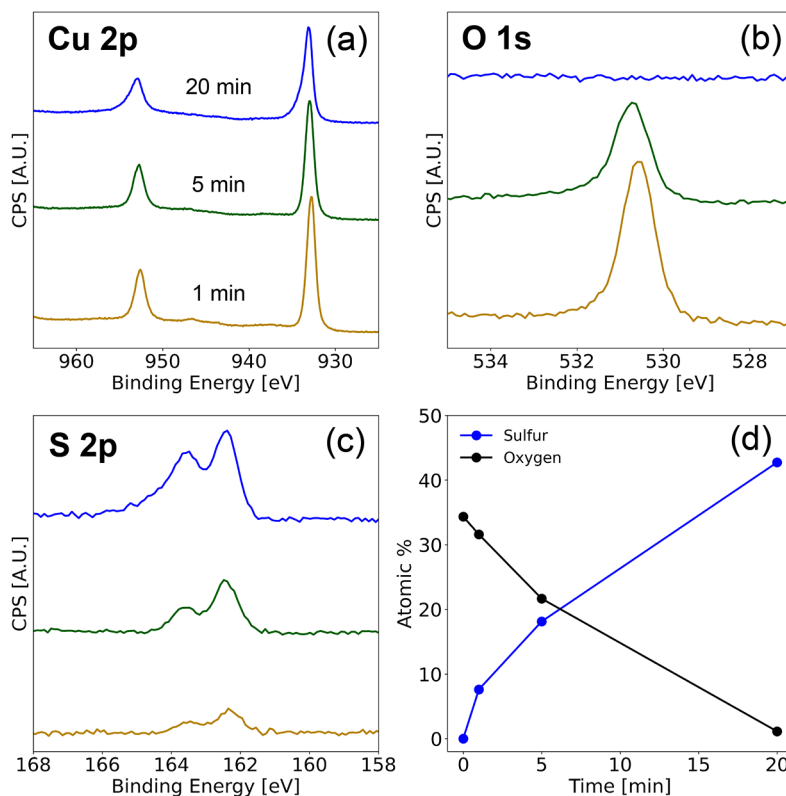 Cu 2p
(a)
20 min
5 min
1 min
CPS [A.U.]
960
950
940
930
Binding Energy [eV]
O 1s
(b)
CPS [A.U.]
534
532
530
528
Binding Energy [eV]
S 2p
(c)
CPS [A.U.]
168
166
164
162
160
158
Binding Energy [eV]
(d)
Sulfur
Oxygen
Atomic %
50
40
30
20
10
0
0
5
10
15
20
Time [min]